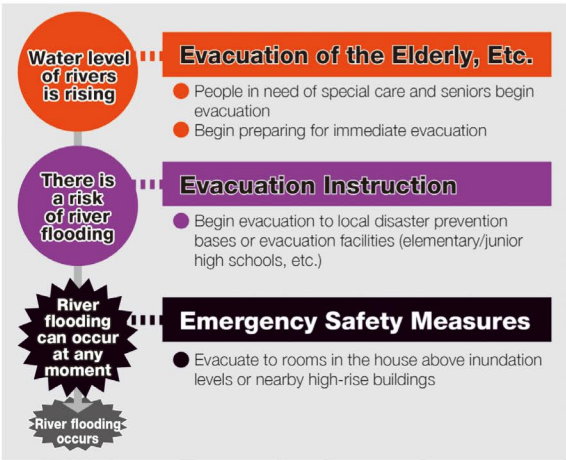 Water level
of rivers
is rising
Evacuation of the Elderly, Etc.
People in need of special care and seniors begin
evacuation
Begin preparing for immediate evacuation
There is
a risk
of river
flooding
Evacuation Instruction
Begin evacuation to local disaster prevention
bases or evacuation facilities (elementary/junior
high schools, etc.)
River
flooding
can occur
at any
moment
Emergency Safety Measures
Evacuate to rooms in the house above inundation
levels or nearby high-rise buildings
River flooding
occurs